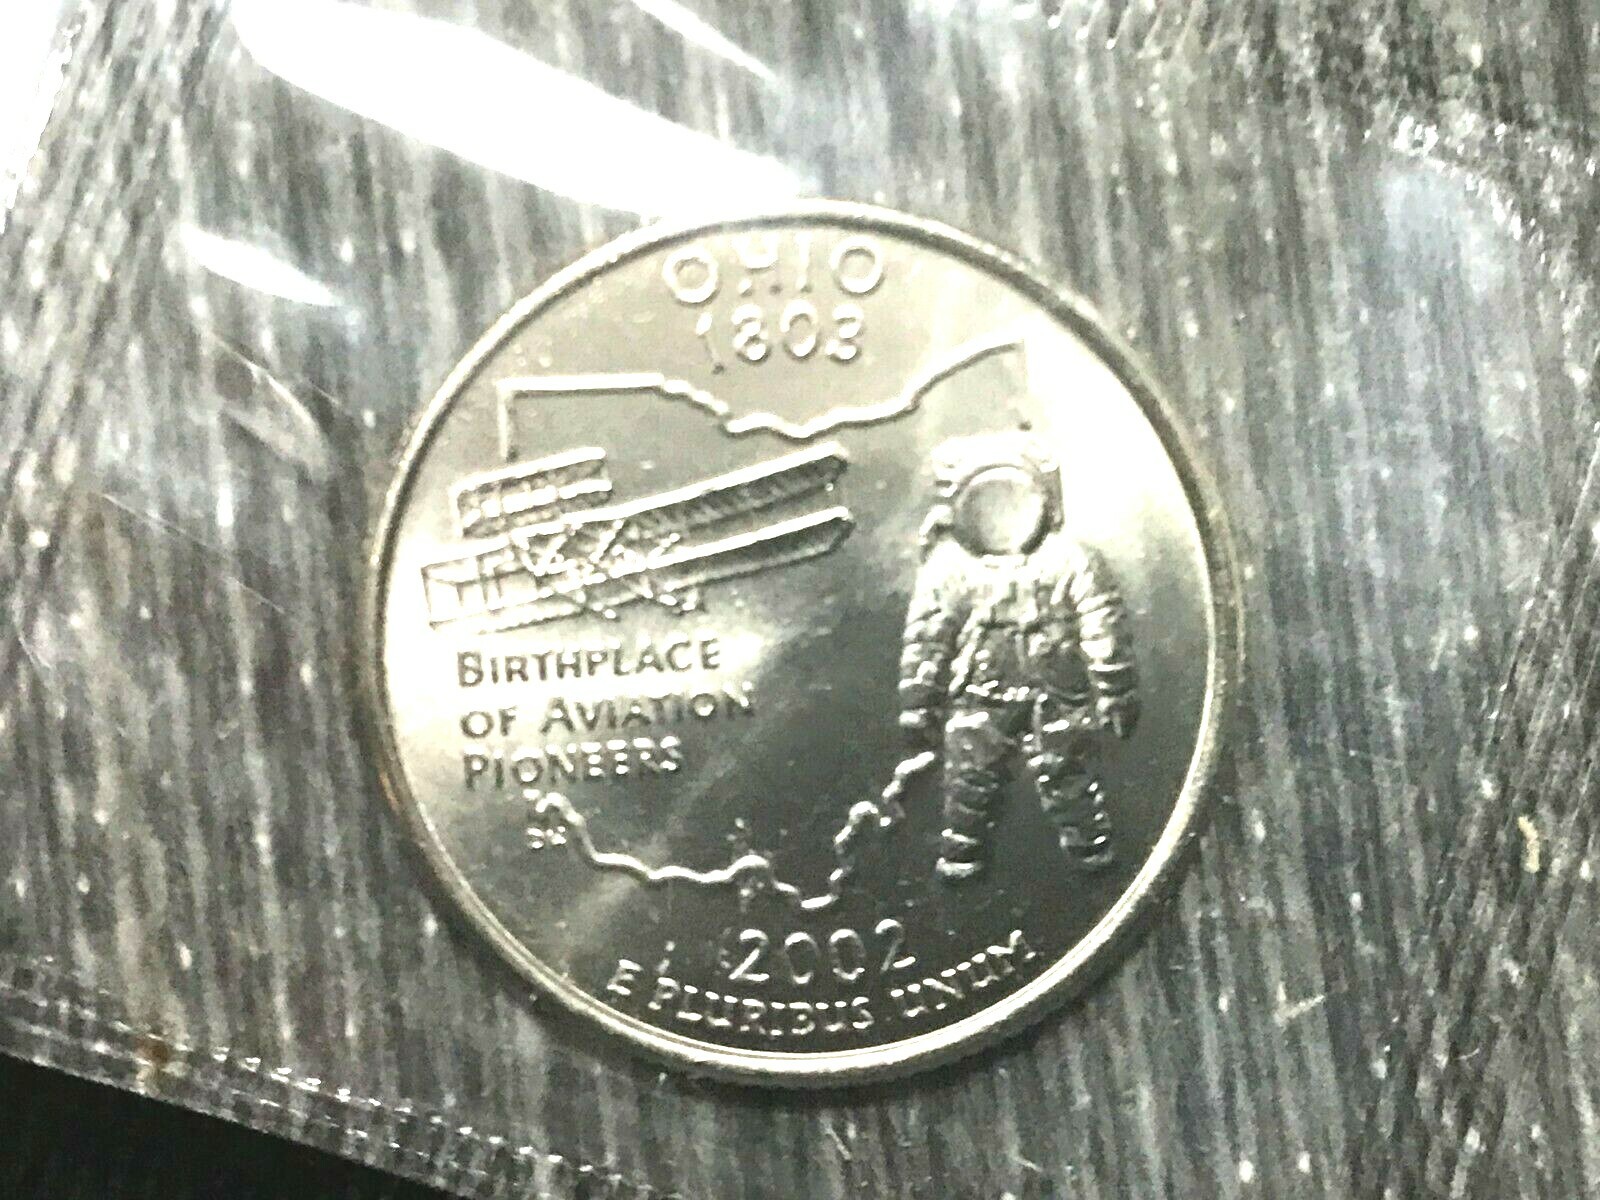 OHIO
1803
BIRTHPLACE
OF AVIATION
PIONEERS
2002
E PLURIBUS UNUM